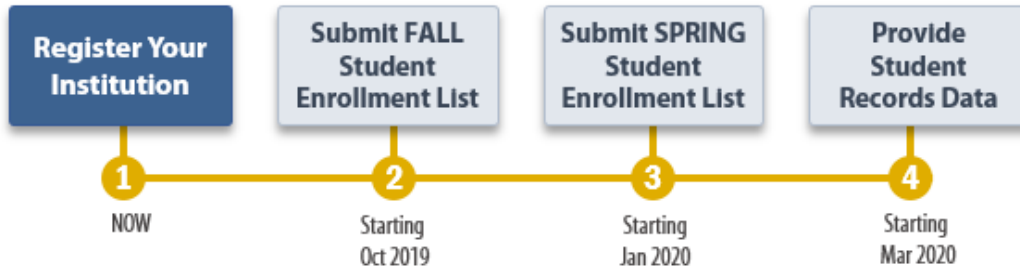 Register Your
Institution
Submit FALL
Student
Enrollment List
Submit SPRING
Student
Enrollment List
Provide
Student
Records Data
1
2
3
4
NOW
Starting
Oct 2019
Starting
Jan 2020
Starting
Mar 2020